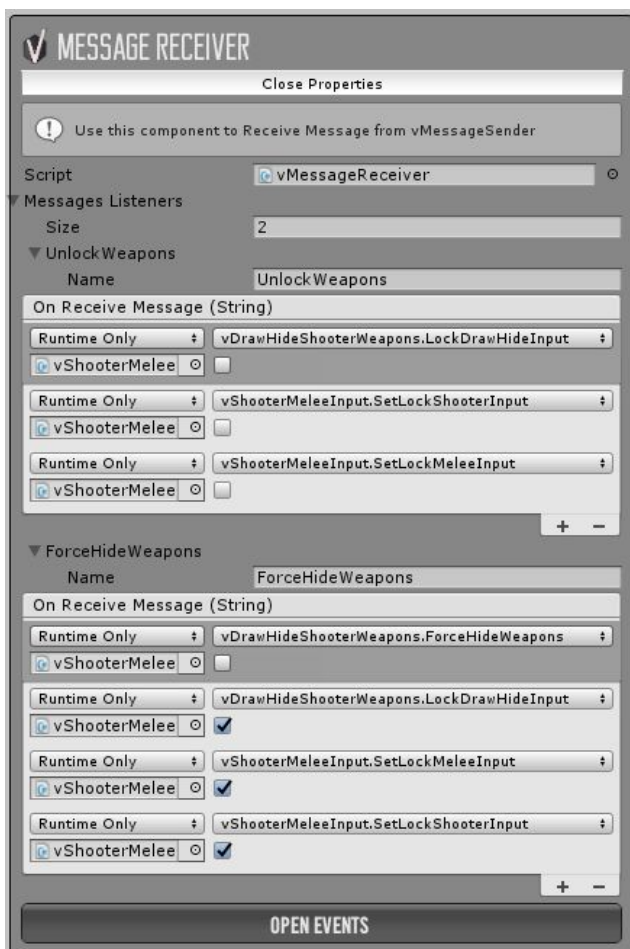 MESSAGE RECEIVER
Close Properties
Use this component to Receive Message from vMessageSender
Script vMessageReceiver
Messages Listeners
Size 2
UnlockWeapons
Name UnlockWeapons
On Receive Message (String)
Runtime Only vDrawHideShooterWeapons.LockDrawHideInput
vShooterMelee
Runtime Only vShooterMeleeInput.SetLockShooterInput
vShooterMelee
Runtime Only vShooterMeleeInput.SetLockMeleeInput
vShooterMelee
+ −
ForceHideWeapons
Name ForceHideWeapons
On Receive Message (String)
Runtime Only vDrawHideShooterWeapons.ForceHideWeapons
vShooterMelee
Runtime Only vDrawHideShooterWeapons.LockDrawHideInput
vShooterMelee
Runtime Only vShooterMeleeInput.SetLockMeleeInput
vShooterMelee
Runtime Only vShooterMeleeInput.SetLockShooterInput
vShooterMelee
+ −
OPEN EVENTS